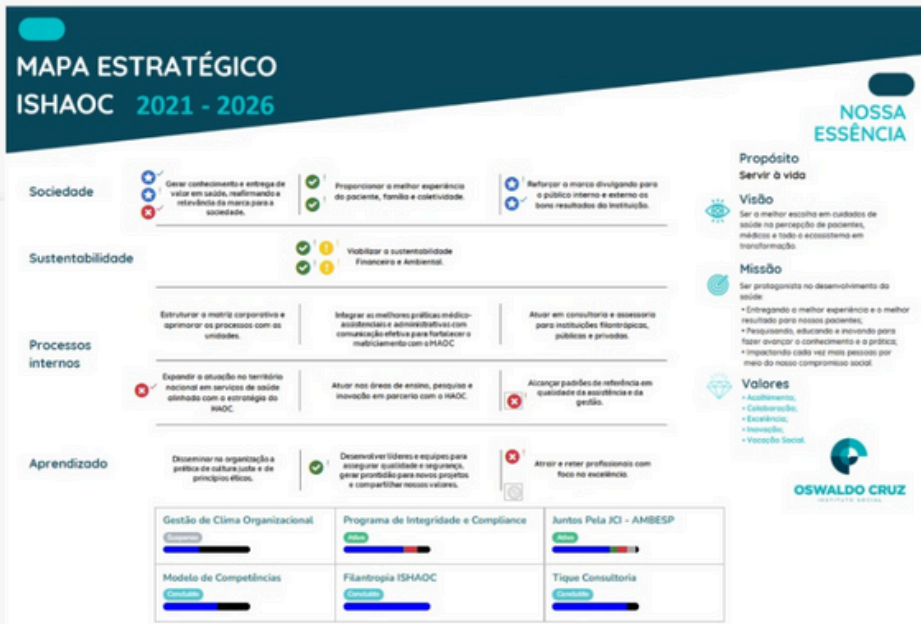 MAPA ESTRATÉGICO
ISHAOC 2021 - 2026
NOSSA
ESSÊNCIA
Sociedade
Gerar conhecimento e entrega de
valor em saúde, reafirmando a
relevância da marca para a
sociedade.
Proporcionar a melhor experiência
do paciente, família e coletividade.
Reforçar a marca divulgando para
o público interno e externo os
bons resultados da Instituição.
Sustentabilidade
Viabilizar a sustentabilidade
Financeira e Ambiental.
Processos
internos
Estruturar a matriz corporativa e
aprimorar os processos com as
unidades.
Integrar as melhores práticas médico-
assistenciais e administrativas com
comunicação efetiva para fortalecer o
matriciamento com o HAOC
Atuar em consultoria e assessoria
para instituições filantrópicas,
públicas e privadas.
Expandir a atuação no território
nacional em serviços de saúde
alinhada com a estratégia do
HAOC.
Atuar nas áreas de ensino, pesquisa e
inovação em parceria com o HAOC.
Alcançar padrões de referência em
qualidade da assistência e da
gestão.
Aprendizado
Disseminar na organização a
prática de cultura justa e de
princípios éticos.
Desenvolver líderes e equipes para
assegurar qualidade e segurança,
gerar prontidão para novos projetos
e compartilhar nossos valores.
Atrair e reter profissionais com
foco na excelência.
Gestão de Clima Organizacional
Suspenso
Programa de Integridade e Compliance
Ativo
Juntos Pela JCI - AMBESP
Ativo
Modelo de Competências
Concluído
Filantropia ISHAOC
Concluído
Tique Consultoria
Concluído
Propósito
Servir à vida
Visão
Ser a melhor escolha em cuidados de
saúde na percepção de pacientes,
médicos e todo o ecossistema em
transformação.
Missão
Ser protagonista no desenvolvimento da
saúde:
• Entregando a melhor experiência e o melhor
resultado para nossos pacientes;
• Pesquisando, educando e inovando para
fazer avançar o conhecimento e a prática;
• Impactando cada vez mais pessoas por
meio do nosso compromisso social.
Valores
• Acolhimento;
• Colaboração;
• Excelência;
• Inovação;
• Vocação Social.
OSWALDO CRUZ
INSTITUTO SOCIAL